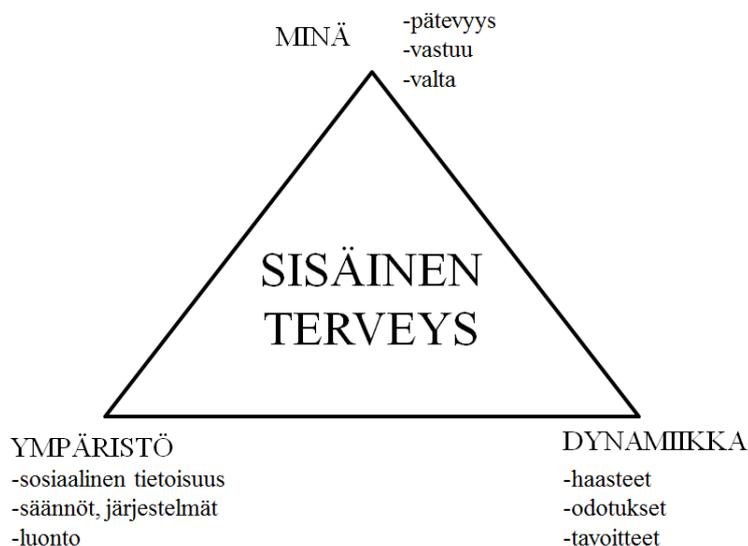 MINÄ
-pätevyys
-vastuu
-valta
SISÄINEN
TERVEYS
YMPÄRISTÖ
-sosiaalinen tietoisuus
-säännöt, järjestelmät
-luonto
DYNAMIIKKA
-haasteet
-odotukset
-tavoitteet